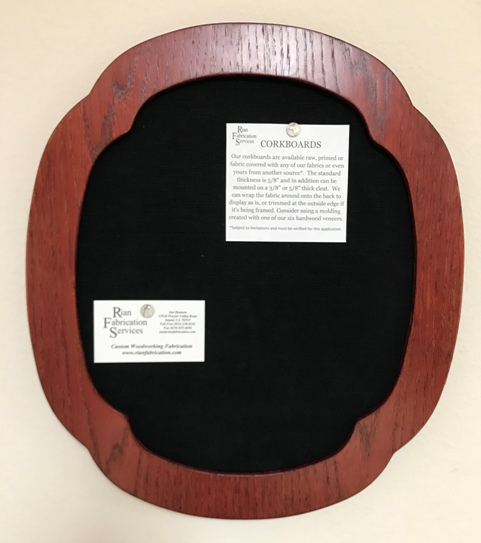 Rian
Fabrication
Services
CORKBOARDS
Our corkboards are available raw, primed or
fabric covered with any of our fabrics or even
yours from another source*. The standard
thickness is 5/8" and in addition can be
mounted on a 3/8" or 5/8" thick cleat. We
can wrap the fabric around onto the back to
display as is, or trimmed at the outside edge if
it's being framed. Consider using a molding
created with one of our six hardwood veneers.
*Subject to limitations and must be verified for this application.
Rian
Fabrication
Services
Custom Woodworking Fabrication
www.rianfabrication.com